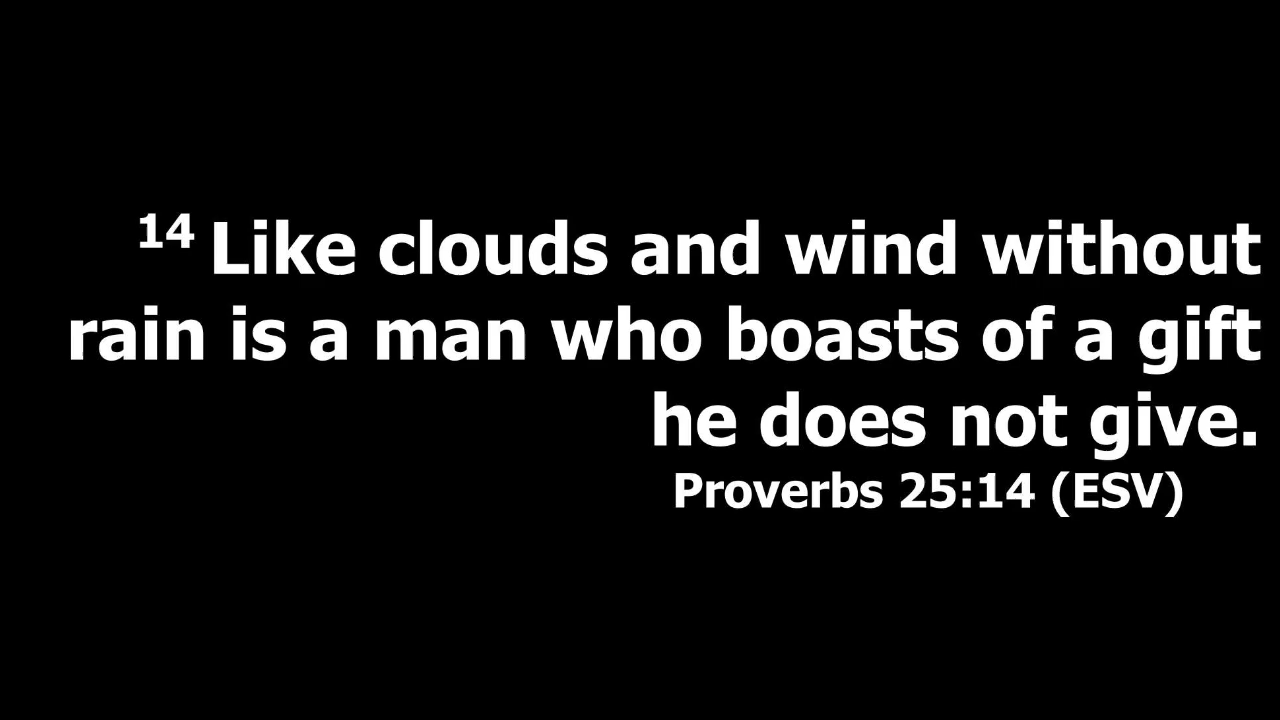 14 Like clouds and wind without
rain is a man who boasts of a gift
he does not give.
Proverbs 25:14 (ESV)